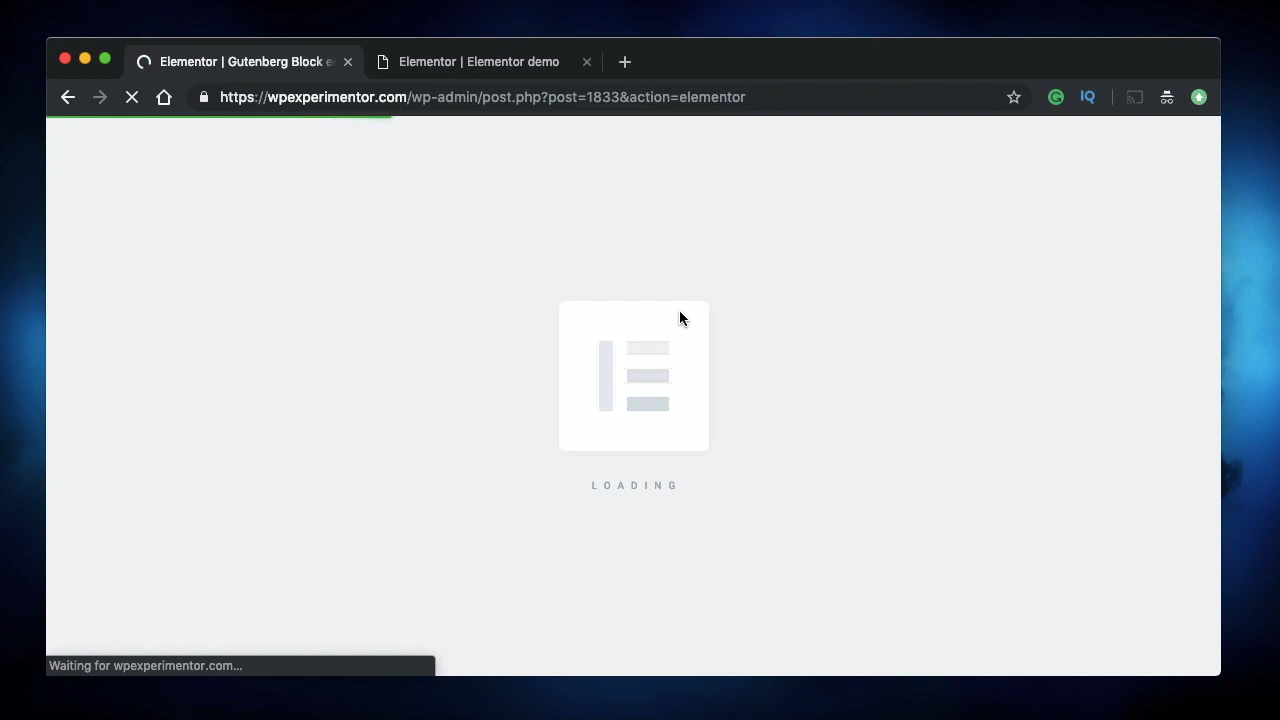 Elementor | Gutenberg Block e
Elementor | Elementor demo
https://wpexperimentor.com/wp-admin/post.php?post=1833&action=elementor
IQ
LOADING
Waiting for wpexperimentor.com...